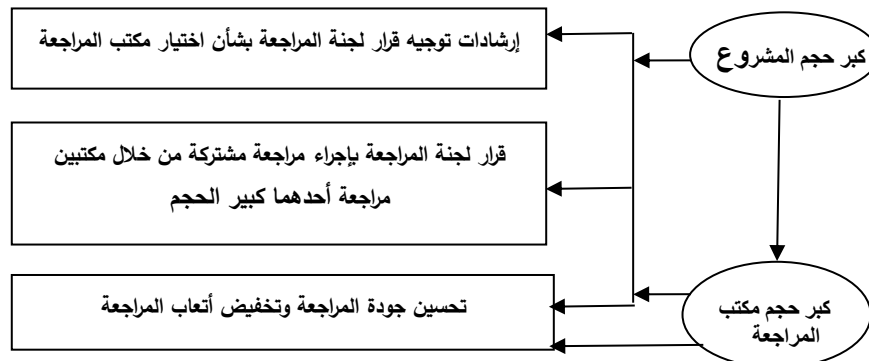 إرشادات توجيه قرار لجنة المراجعة بشأن اختيار مكتب المراجعة
كبر حجم المشروع
قرار لجنة المراجعة بإجراء مراجعة مشتركة من خلال مكتبين
مراجعة أحدهما كبير الحجم
تحسين جودة المراجعة وتخفيض أتعاب المراجعة
كبر حجم مكتب
المراجعة